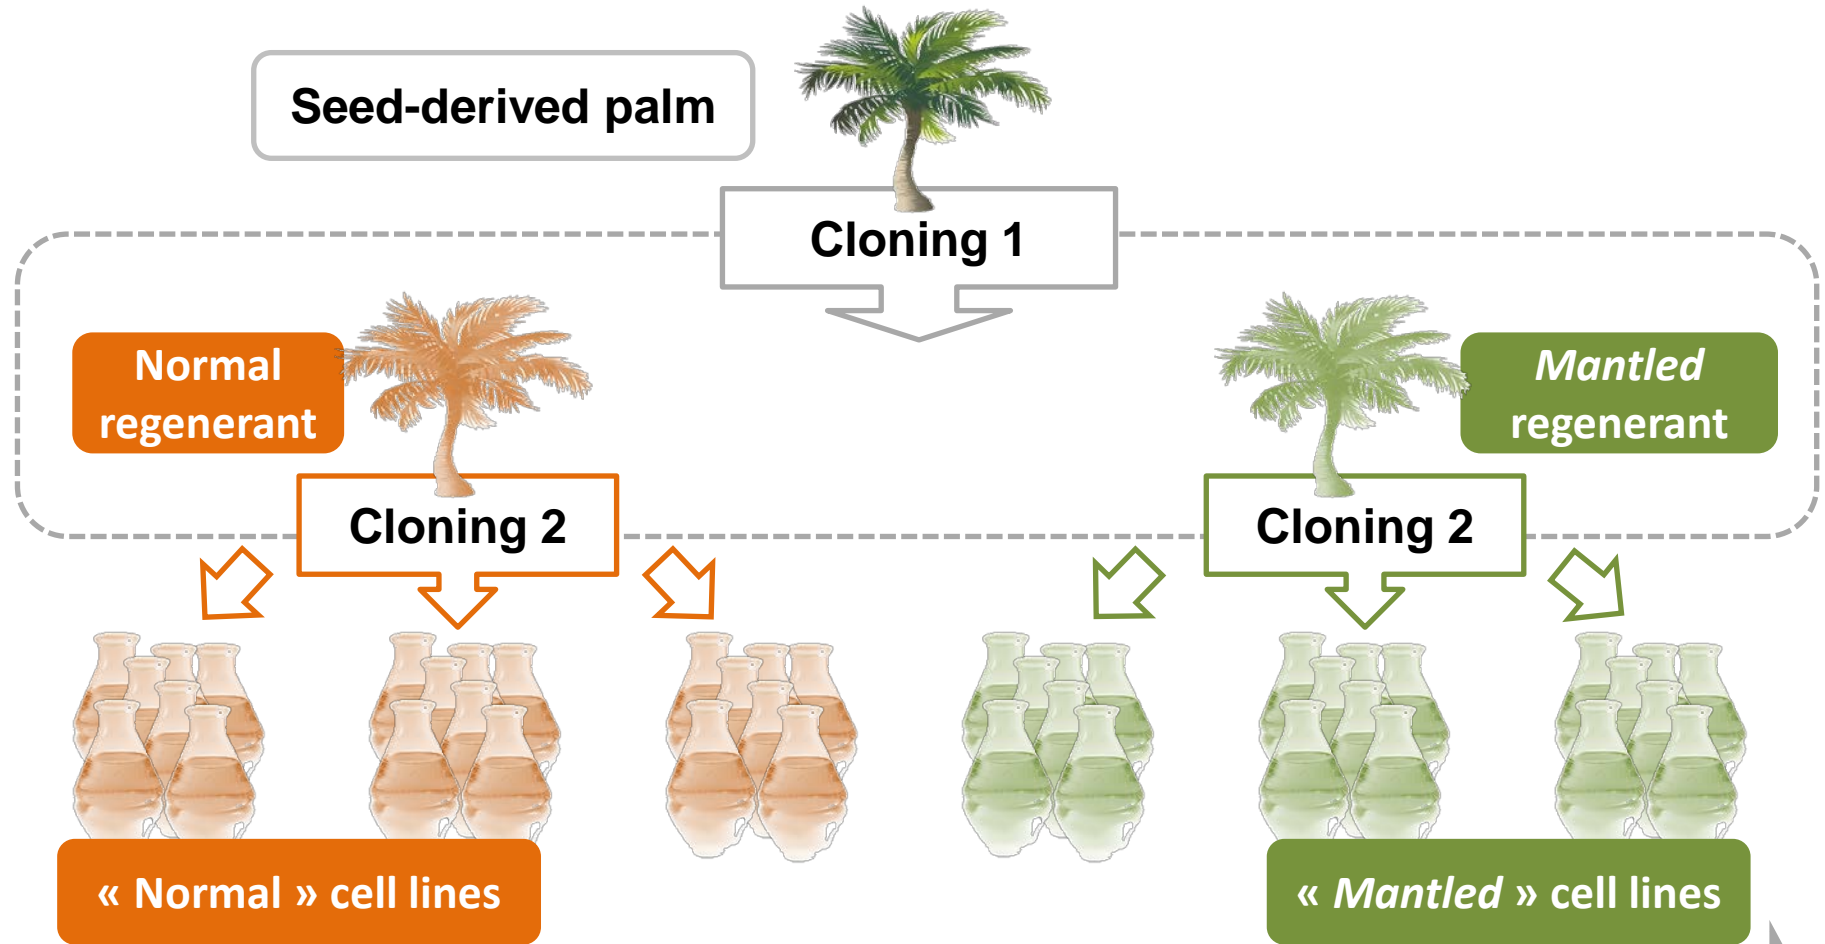 Seed-derived palm
Cloning 1
Normal
regenerant
Mantled
regenerant
Cloning 2
Cloning 2
« Normal » cell lines
« Mantled » cell lines